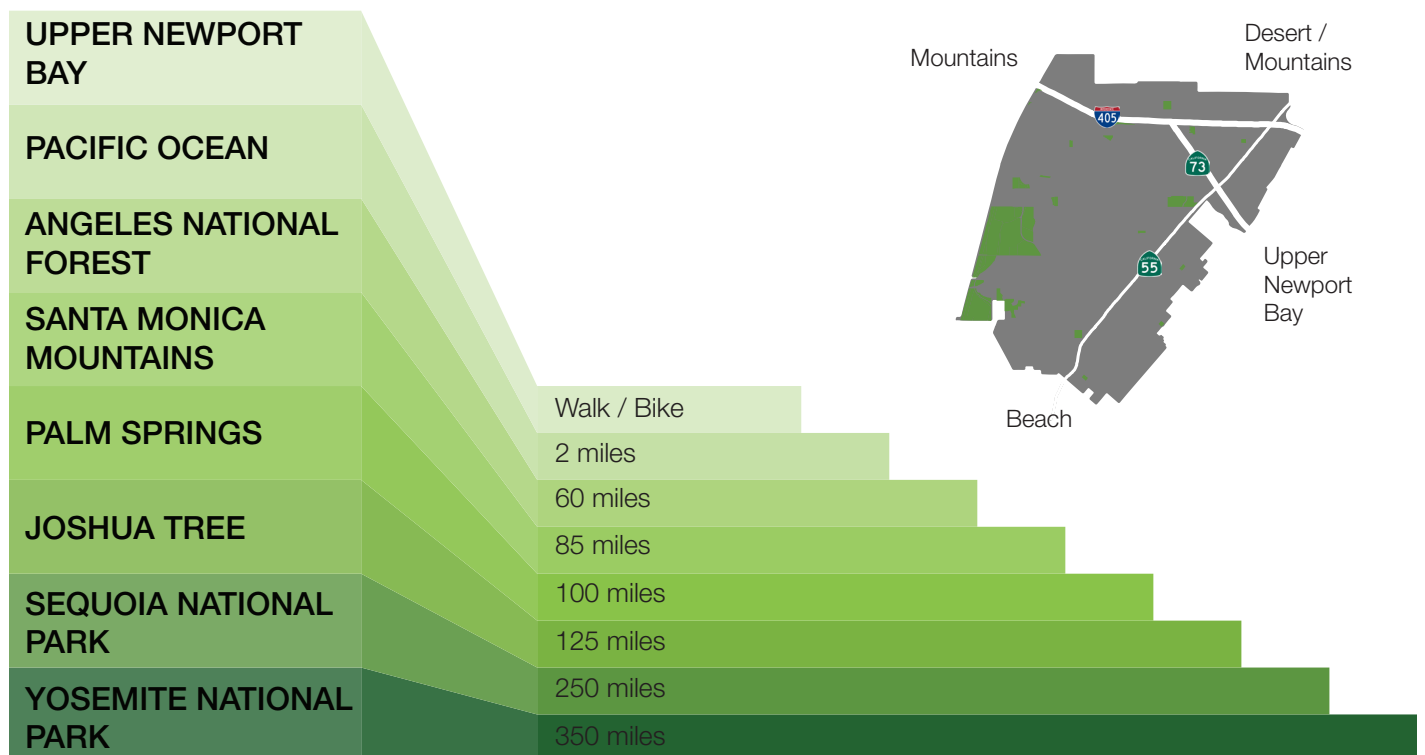 UPPER NEWPORT
BAY
PACIFIC OCEAN
ANGELES NATIONAL
FOREST
SANTA MONICA
MOUNTAINS
PALM SPRINGS
JOSHUA TREE
SEQUOIA NATIONAL
PARK
YOSEMITE NATIONAL
PARK
Walk / Bike
2 miles
60 miles
85 miles
100 miles
125 miles
250 miles
350 miles
Mountains
Desert /
Mountains
405
73
55
Upper
Newport
Bay
Beach